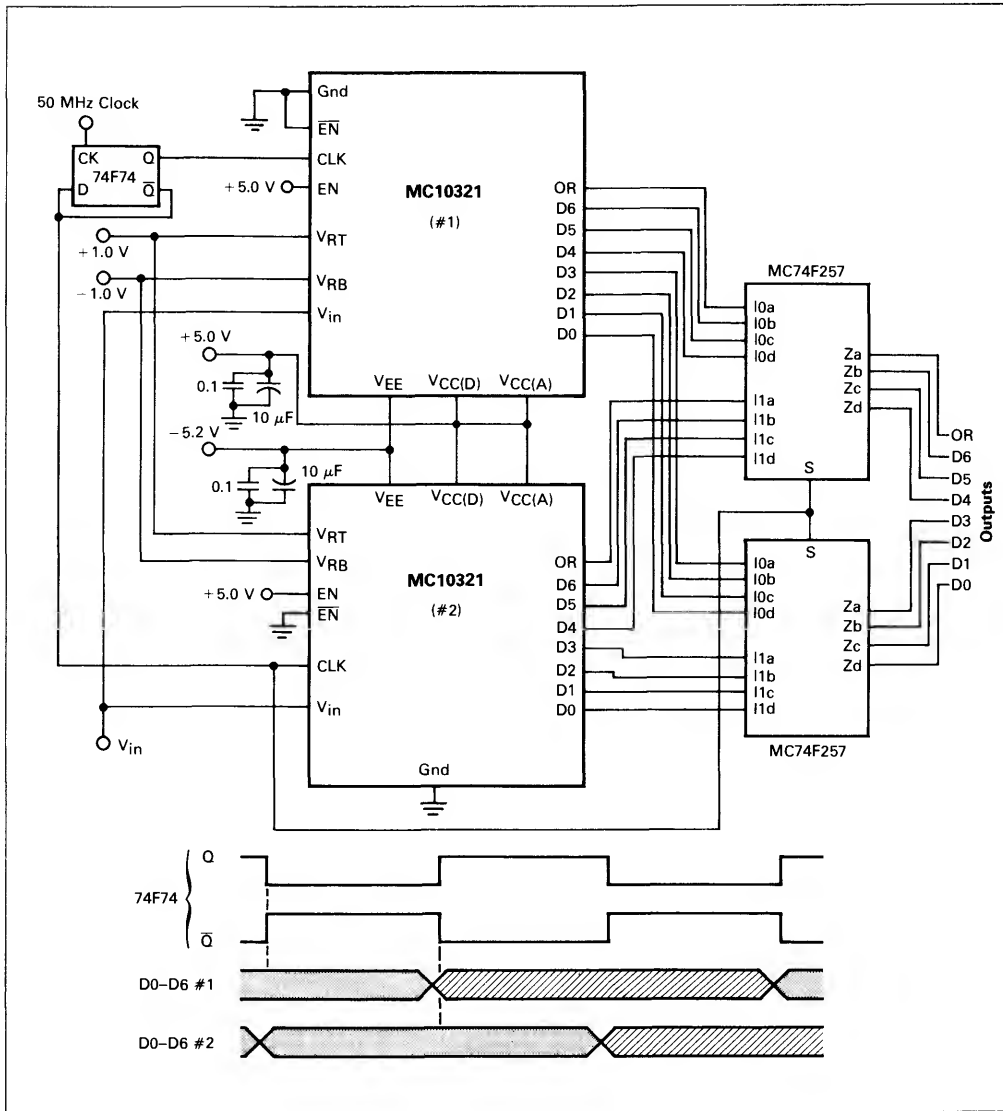 50 MHz Clock
CK Q
74F74
D Q̅
+1.0 V
−1.0 V
Gnd
E̅N̅
CLK
+5.0 V EN
VRT
VRB
Vin
MC10321
(#1)
OR
D6
D5
D4
D3
D2
D1
D0
VEE VCC(D) VCC(A)
+5.0 V
0.1
10 μF
−5.2 V
10 μF
0.1
VEE VCC(D) VCC(A)
VRT
VRB
+5.0 V EN
E̅N̅
CLK
Vin
MC10321
(#2)
OR
D6
D5
D4
D3
D2
D1
D0
Gnd
Vin
MC74F257
I0a
I0b
I0c
I0d
I1a
I1b
I1c
I1d
Za
Zb
Zc
Zd
S
S
I0a
I0b
I0c
I0d
I1a
I1b
I1c
I1d
Za
Zb
Zc
Zd
MC74F257
OR
D6
D5
D4
D3
D2
D1
D0
Outputs
Q
74F74
Q̅
D0–D6 #1
D0–D6 #2